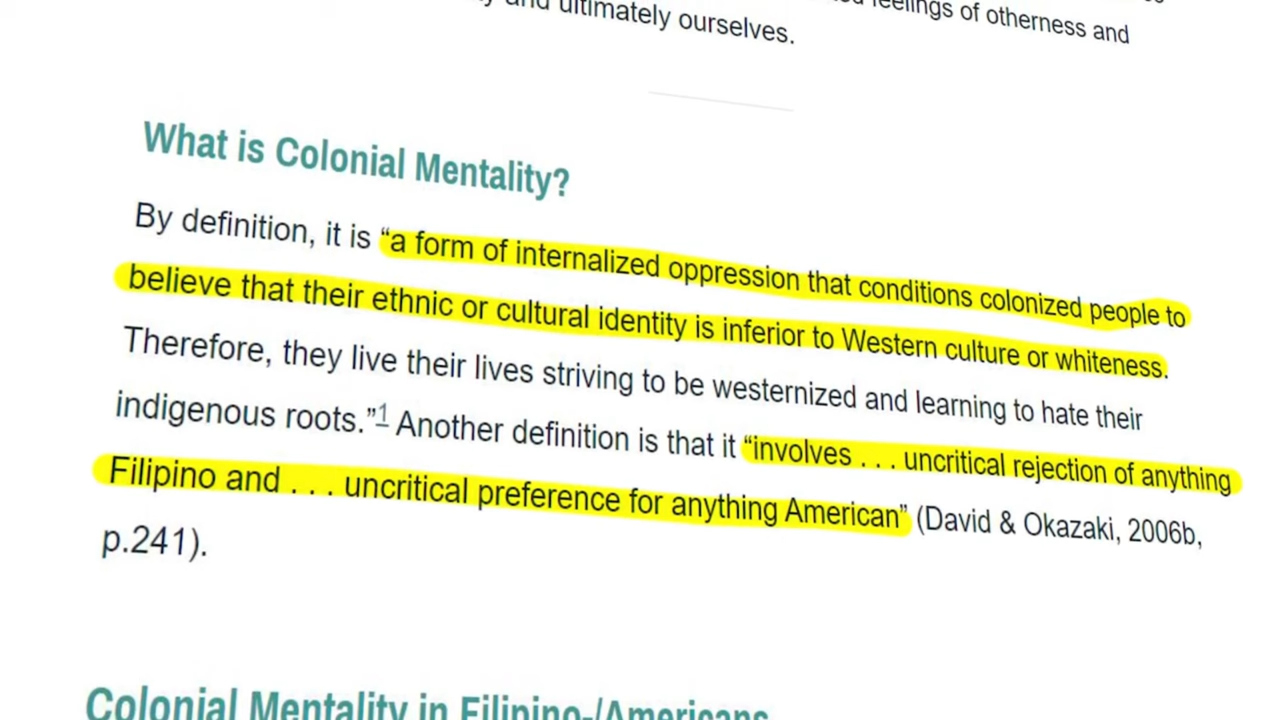 feelings of otherness and
and ultimately ourselves.
What is Colonial Mentality?
By definition, it is “a form of internalized oppression that conditions colonized people to
believe that their ethnic or cultural identity is inferior to Western culture or whiteness.
Therefore, they live their lives striving to be westernized and learning to hate their
indigenous roots.”1 Another definition is that it “involves . . . uncritical rejection of anything
Filipino and . . . uncritical preference for anything American” (David & Okazaki, 2006b,
p.241).
Colonial Mentality in Filipino-/Americans